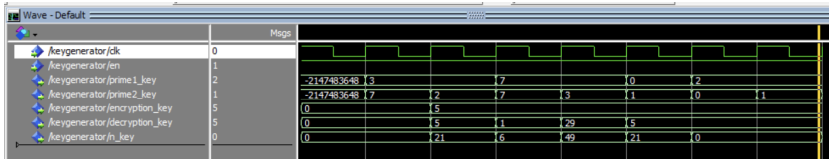 Wave - Default
Msgs
/keygenerator/clk 0
/keygenerator/en 1
/keygenerator/prime1_key 2 -2147483648 3 7 0 2
/keygenerator/prime2_key 1 -2147483648 7 2 7 3 1 0 1
/keygenerator/encryption_key 5 0 5
/keygenerator/decryption_key 5 0 5 1 29 5
/keygenerator/n_key 0 0 21 6 49 21 0